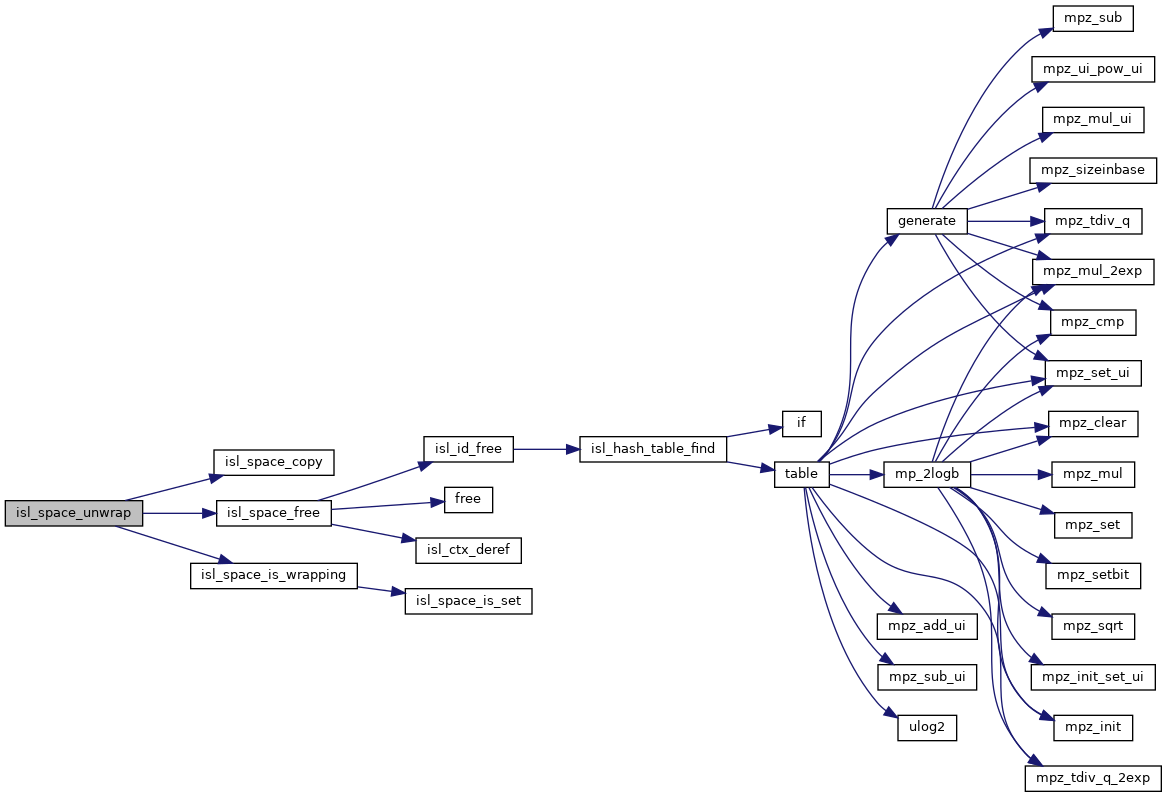 isl_space_unwrap
isl_space_copy
isl_space_free
isl_space_is_wrapping
isl_id_free
free
isl_ctx_deref
isl_space_is_set
isl_hash_table_find
if
table
generate
mp_2logb
mpz_add_ui
mpz_sub_ui
ulog2
mpz_sub
mpz_ui_pow_ui
mpz_mul_ui
mpz_sizeinbase
mpz_tdiv_q
mpz_mul_2exp
mpz_cmp
mpz_set_ui
mpz_clear
mpz_mul
mpz_set
mpz_setbit
mpz_sqrt
mpz_init_set_ui
mpz_init
mpz_tdiv_q_2exp